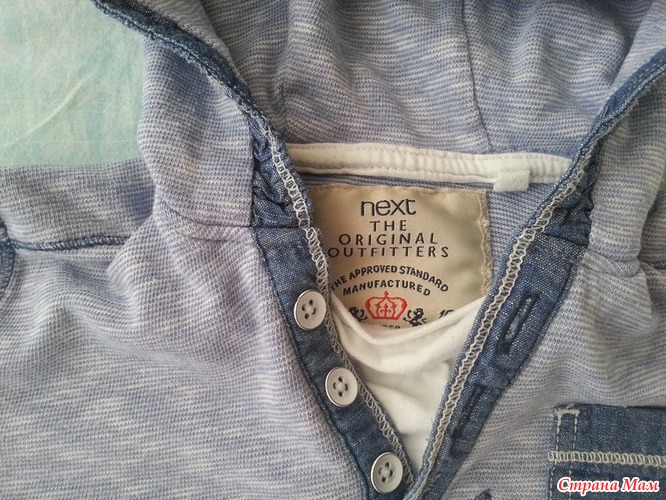 next
THE
ORIGINAL
OUTFITTERS
THE APPROVED STANDARD
MANUFACTURED
Страна Мам